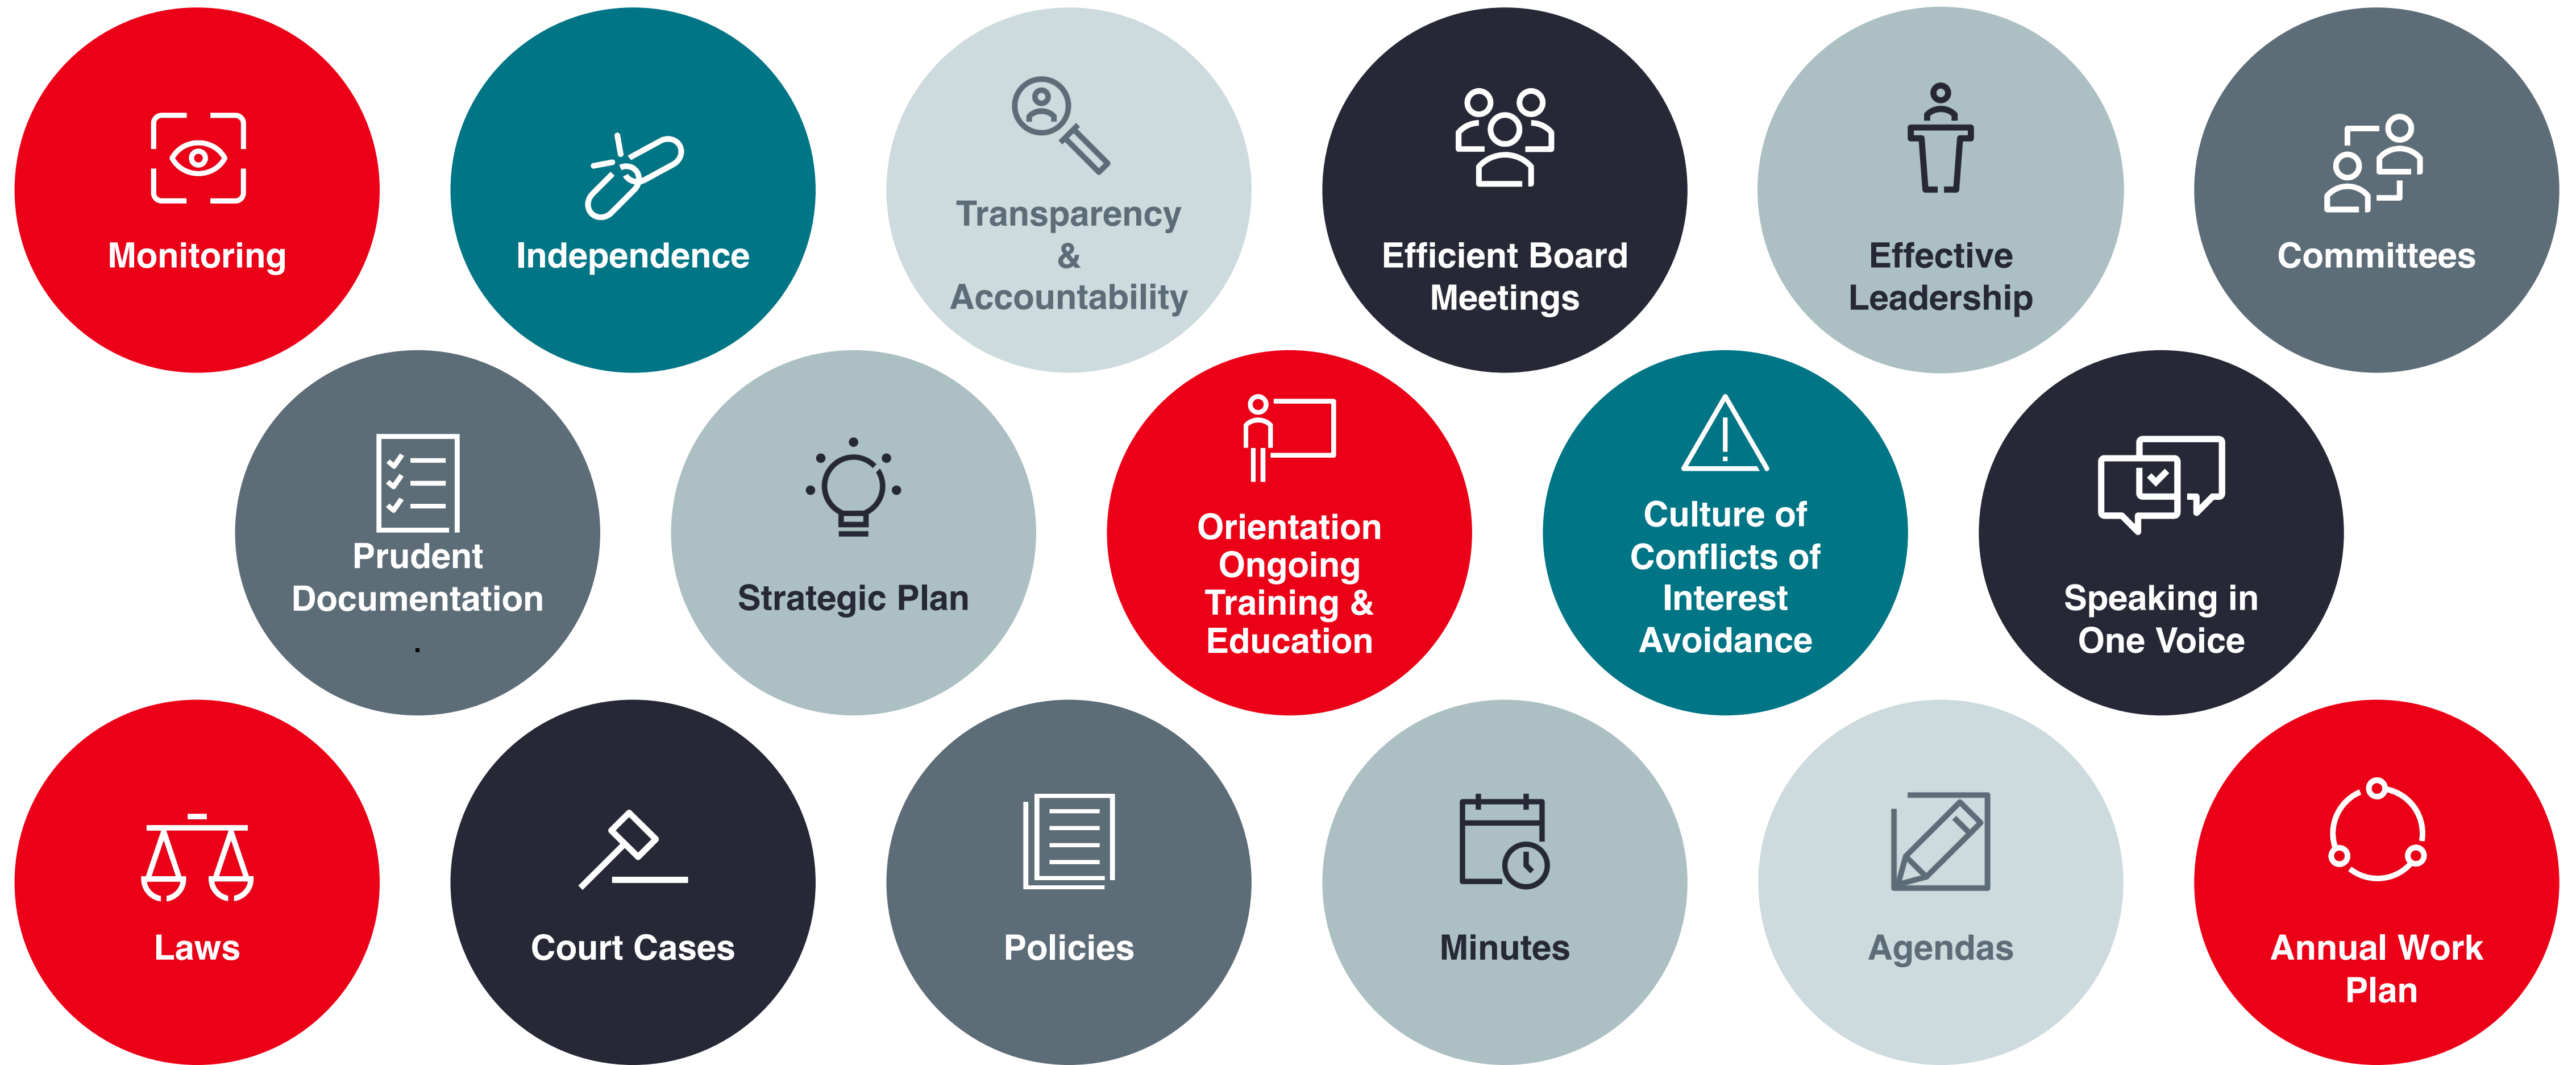 Monitoring
Independence
Transparency
&
Accountability
Efficient Board
Meetings
Effective
Leadership
Committees
Prudent
Documentation
.
Strategic Plan
Orientation
Ongoing
Training &
Education
Culture of
Conflicts of
Interest
Avoidance
Speaking in
One Voice
Laws
Court Cases
Policies
Minutes
Agendas
Annual Work
Plan